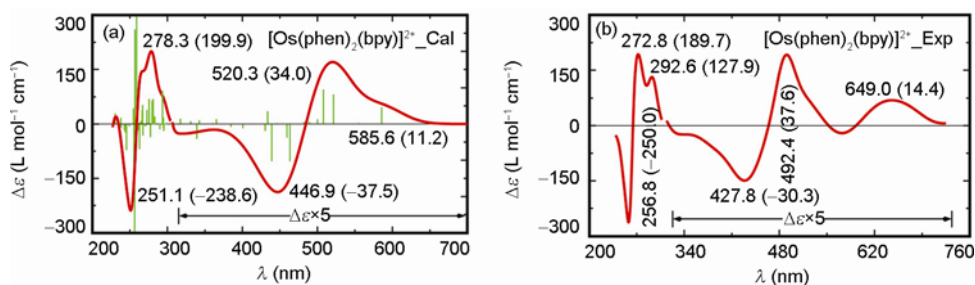 (a)
[Os(phen)₂(bpy)]²⁺_Cal
278.3 (199.9)
520.3 (34.0)
585.6 (11.2)
251.1 (−238.6)
446.9 (−37.5)
Δε×5
300
150
0
−150
−300
Δε (L mol⁻¹ cm⁻¹)
200 300 400 500 600 700
λ (nm)
(b)
[Os(phen)₂(bpy)]²⁺_Exp
272.8 (189.7)
292.6 (127.9)
649.0 (14.4)
256.8 (−250.0)
492.4 (37.6)
427.8 (−30.3)
Δε×5
300
150
0
−150
−300
Δε (L mol⁻¹ cm⁻¹)
200 340 480 620 760
λ (nm)